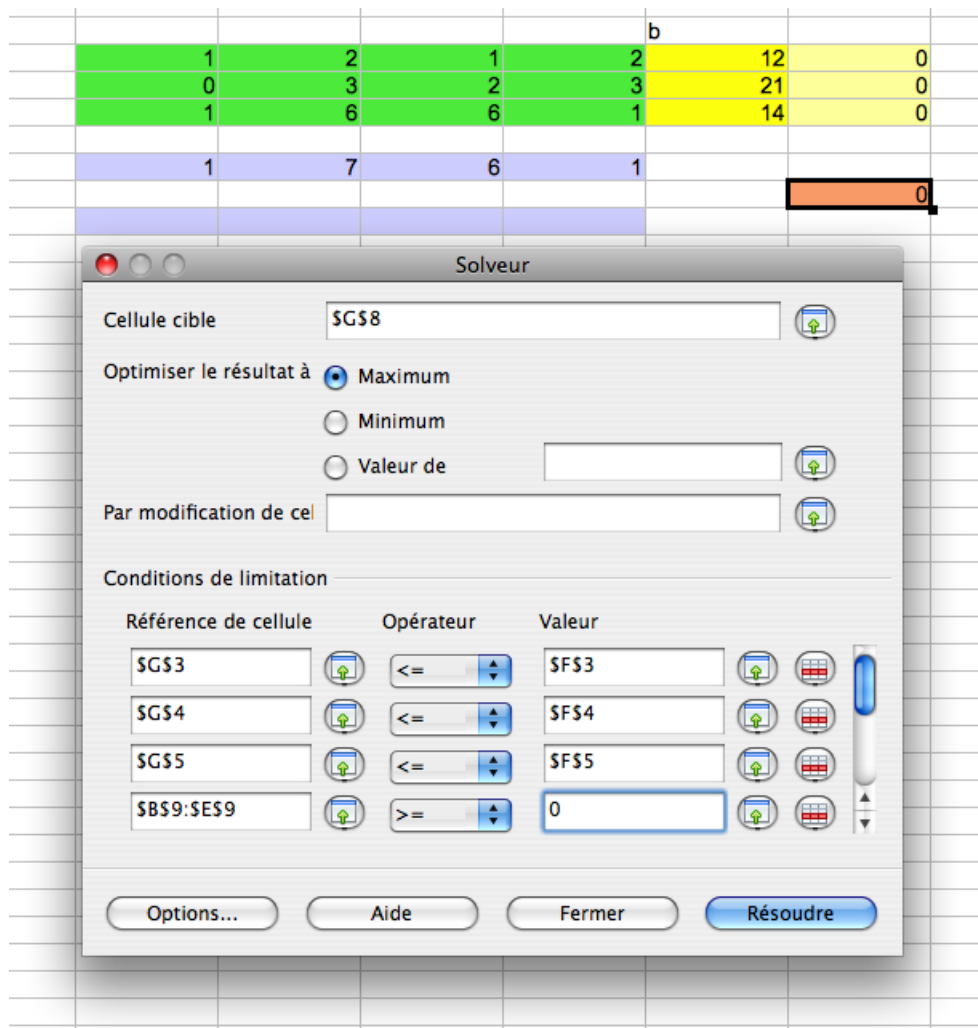 b
1 2 1 2 12 0
0 3 2 3 21 0
1 6 6 1 14 0
1 7 6 1
0
Solveur
Cellule cible $G$8
Optimiser le résultat à Maximum
Minimum
Valeur de
Par modification de cel
Conditions de limitation
Référence de cellule Opérateur Valeur
$G$3 <= $F$3
$G$4 <= $F$4
$G$5 <= $F$5
$B$9:$E$9 >= 0
Options... Aide Fermer Résoudre